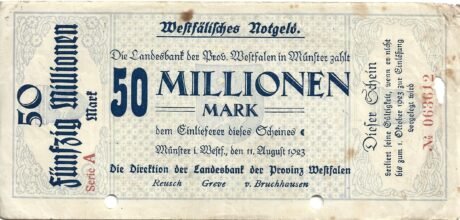 50
Fünfzig Millionen
Mark
Serie A
Westfälisches Notgeld.
Die Landesbank der Prov. Westfalen in Münster zahlt
50 MILLIONEN
MARK
dem Einlieferer dieses Scheines
Münster i. Westf., den 11. August 1923
Die Direktion der Landesbank der Provinz Westfalen
Reusch Greve v. Bruchhausen
Dieser Schein
verliert seine Gültigkeit, wenn er nicht
bis zum 1. Oktober 1923 zur Einlösung
vorgelegt wird
№ 063612